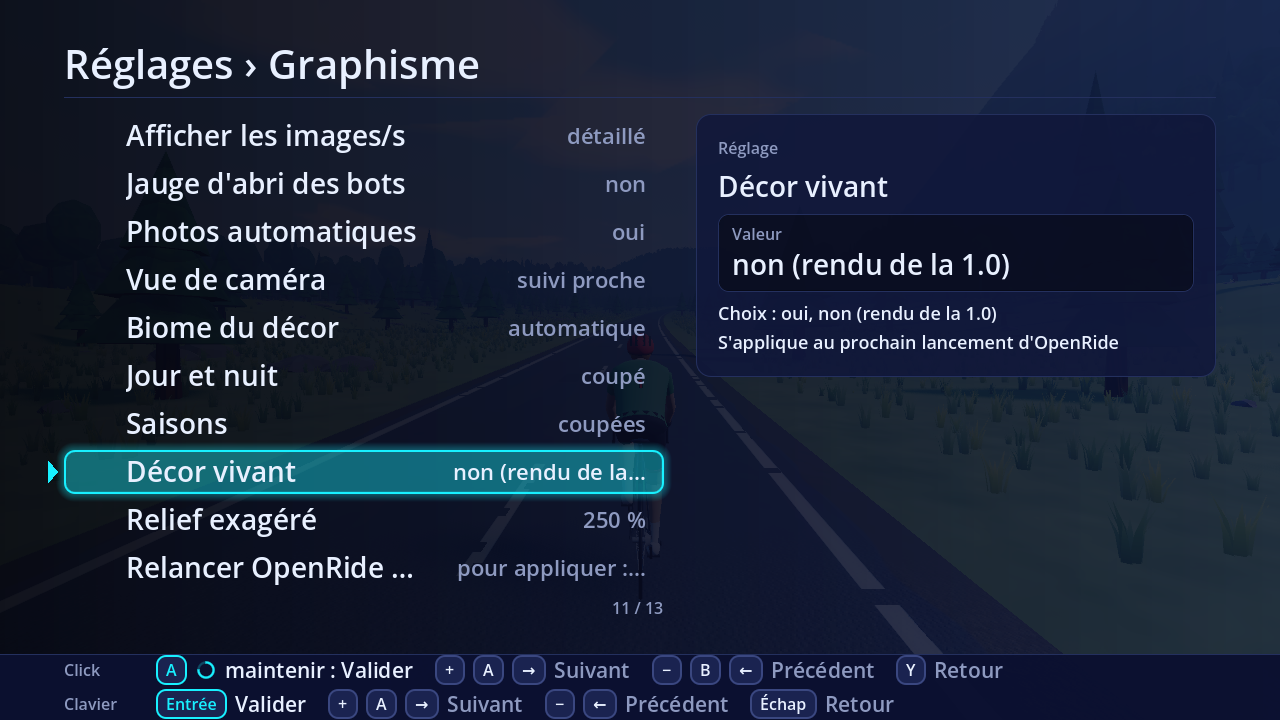 Réglages › Graphisme
Afficher les images/s détaillé
Jauge d'abri des bots non
Photos automatiques oui
Vue de caméra suivi proche
Biome du décor automatique
Jour et nuit coupé
Saisons coupées
Décor vivant non (rendu de la...
Relief exagéré 250 %
Relancer OpenRide ... pour appliquer :...
11 / 13
Réglage
Décor vivant
Valeur
non (rendu de la 1.0)
Choix : oui, non (rendu de la 1.0)
S'applique au prochain lancement d'OpenRide
Click A maintenir : Valider + A → Suivant − B ← Précédent Y Retour
Clavier Entrée Valider + A → Suivant − ← Précédent Échap Retour